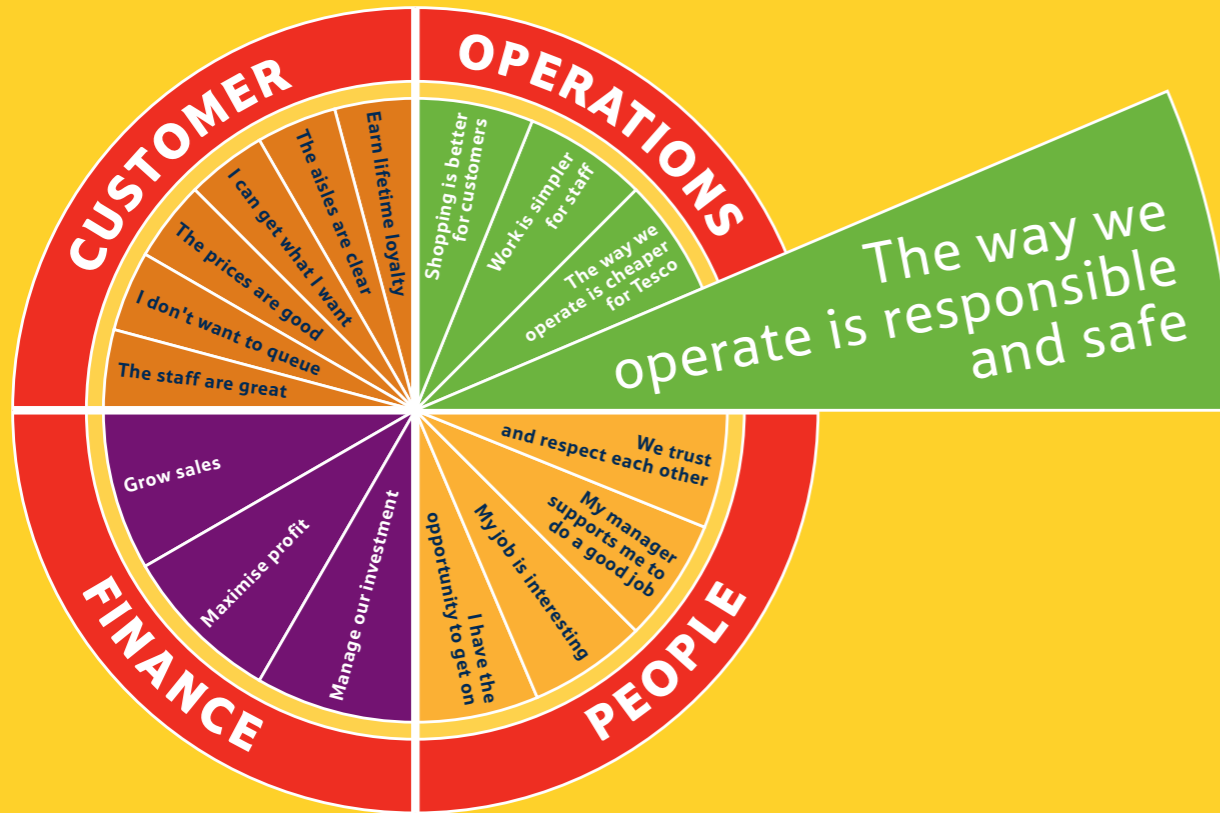 CUSTOMER
Earn lifetime loyalty
The aisles are clear
I can get what I want
The prices are good
I don't want to queue
The staff are great
OPERATIONS
Shopping is better
for customers
Work is simpler
for staff
The way we
operate is cheaper
for Tesco
The way we
operate is responsible
and safe
PEOPLE
We trust
and respect each other
My manager
supports me to
do a good job
My job is interesting
I have the
opportunity to get on
FINANCE
Manage our investment
Maximise profit
Grow sales